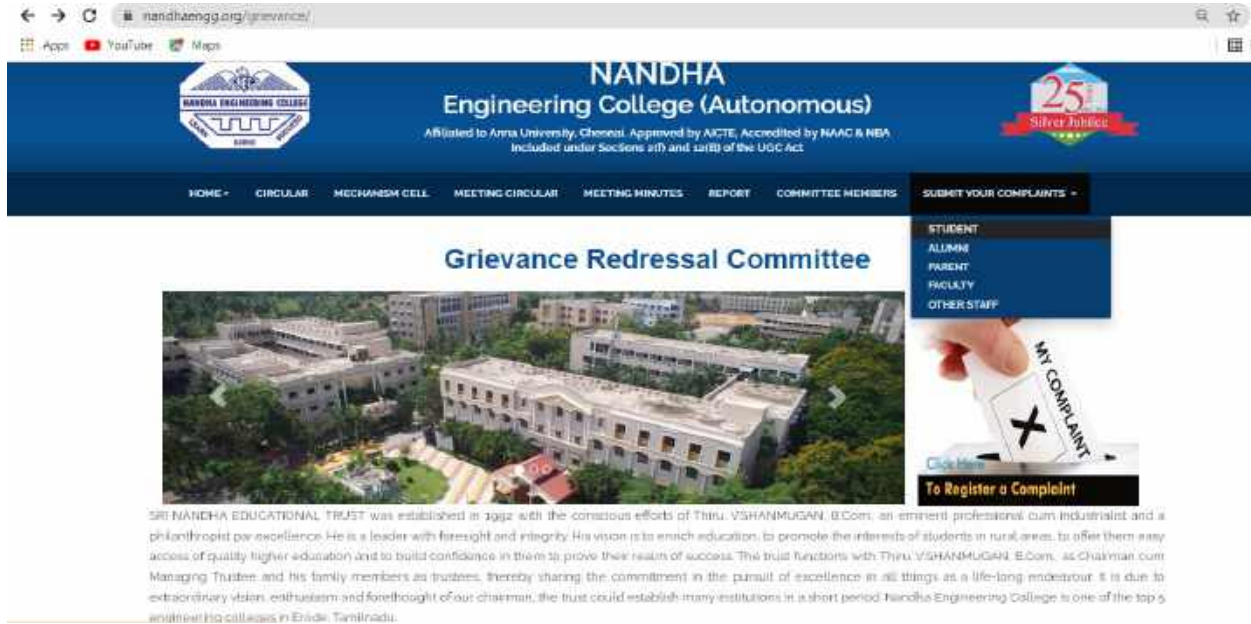 nandhaengg.org/grievance/
Apps YouTube Maps
NANDHA ENGINEERING COLLEGE
NANDHA
Engineering College (Autonomous)
Affiliated to Anna University, Chennai. Approved by AICTE, Accredited by NAAC & NBA
Included under Sections 2(f) and 12(B) of the UGC Act
25
Silver Jubilee
HOME CIRCULAR MECHANISM CELL MEETING CIRCULAR MEETING MINUTES REPORT COMMITTEE MEMBERS SUBMIT YOUR COMPLAINTS
STUDENT
ALUMNI
PARENT
FACULTY
OTHER STAFF
Grievance Redressal Committee
MY COMPLAINT
Click Here
To Register a Complaint
SRI NANDHA EDUCATIONAL TRUST was established in 1992 with the conscious efforts of Thiru. V.SHANMUGAN, B.Com., an eminent professional cum industrialist and a
philanthropist par excellence. He is a leader with foresight and integrity. His vision is to enrich education, to promote the interests of students in rural areas, to offer them easy
access of quality higher education and to build confidence in them to prove their realm of success. The trust functions with Thiru. V.SHANMUGAN, B.Com., as Chairman cum
Managing Trustee and his family members as trustees, thereby sharing the commitment in the pursuit of excellence in all things as a life-long endeavour. It is due to
extraordinary vision, enthusiasm and forethought of our chairman, the trust could establish many institutions in a short period. Nandha Engineering College is one of the top 5
engineering colleges in Erode, Tamilnadu.